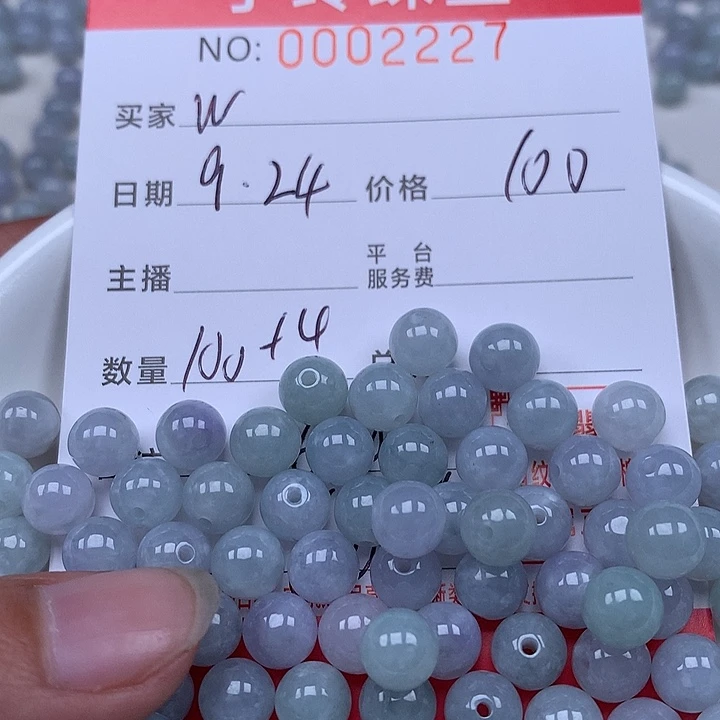 NO: 0002227
买家 W
日期 9.24 价格 100
主播 平台服务费
数量 100+4 总